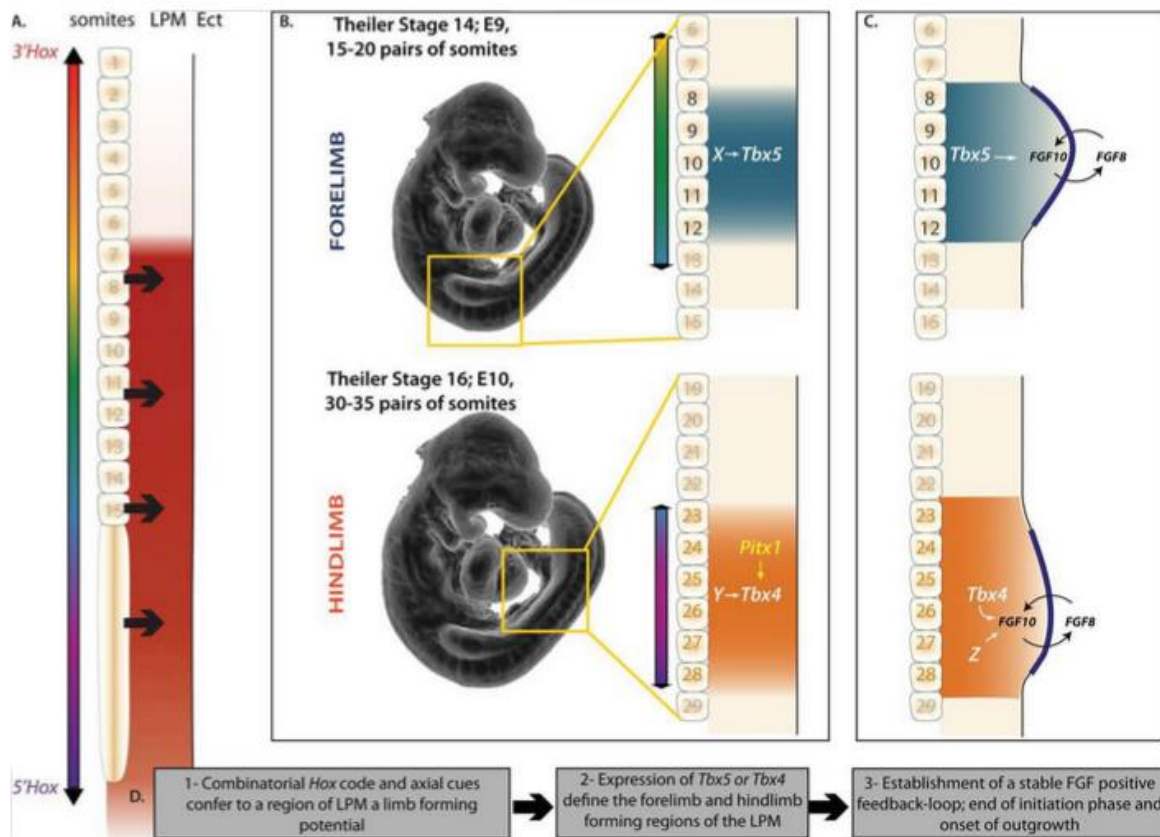 A.
somites LPM Ect
3'Hox
1
2
3
4
5
6
7
8
9
10
11
12
13
14
15
5'Hox
B.
Theiler Stage 14; E9,
15-20 pairs of somites
FORELIMB
6
7
8
9
10
11
12
13
14
15
X→Tbx5
Theiler Stage 16; E10,
30-35 pairs of somites
HINDLIMB
19
20
21
22
23
24
25
26
27
28
29
Pitx1
Y→Tbx4
C.
8
9
10
11
12
13
14
Tbx5
FGF10
FGF8
19
20
21
22
23
24
25
26
27
28
29
Tbx4
FGF10
FGF8
Z
D.
1- Combinatorial Hox code and axial cues
confer to a region of LPM a limb forming
potential
2- Expression of Tbx5 or Tbx4
define the forelimb and hindlimb
forming regions of the LPM
3- Establishment of a stable FGF positive
feedback-loop; end of initiation phase and
onset of outgrowth